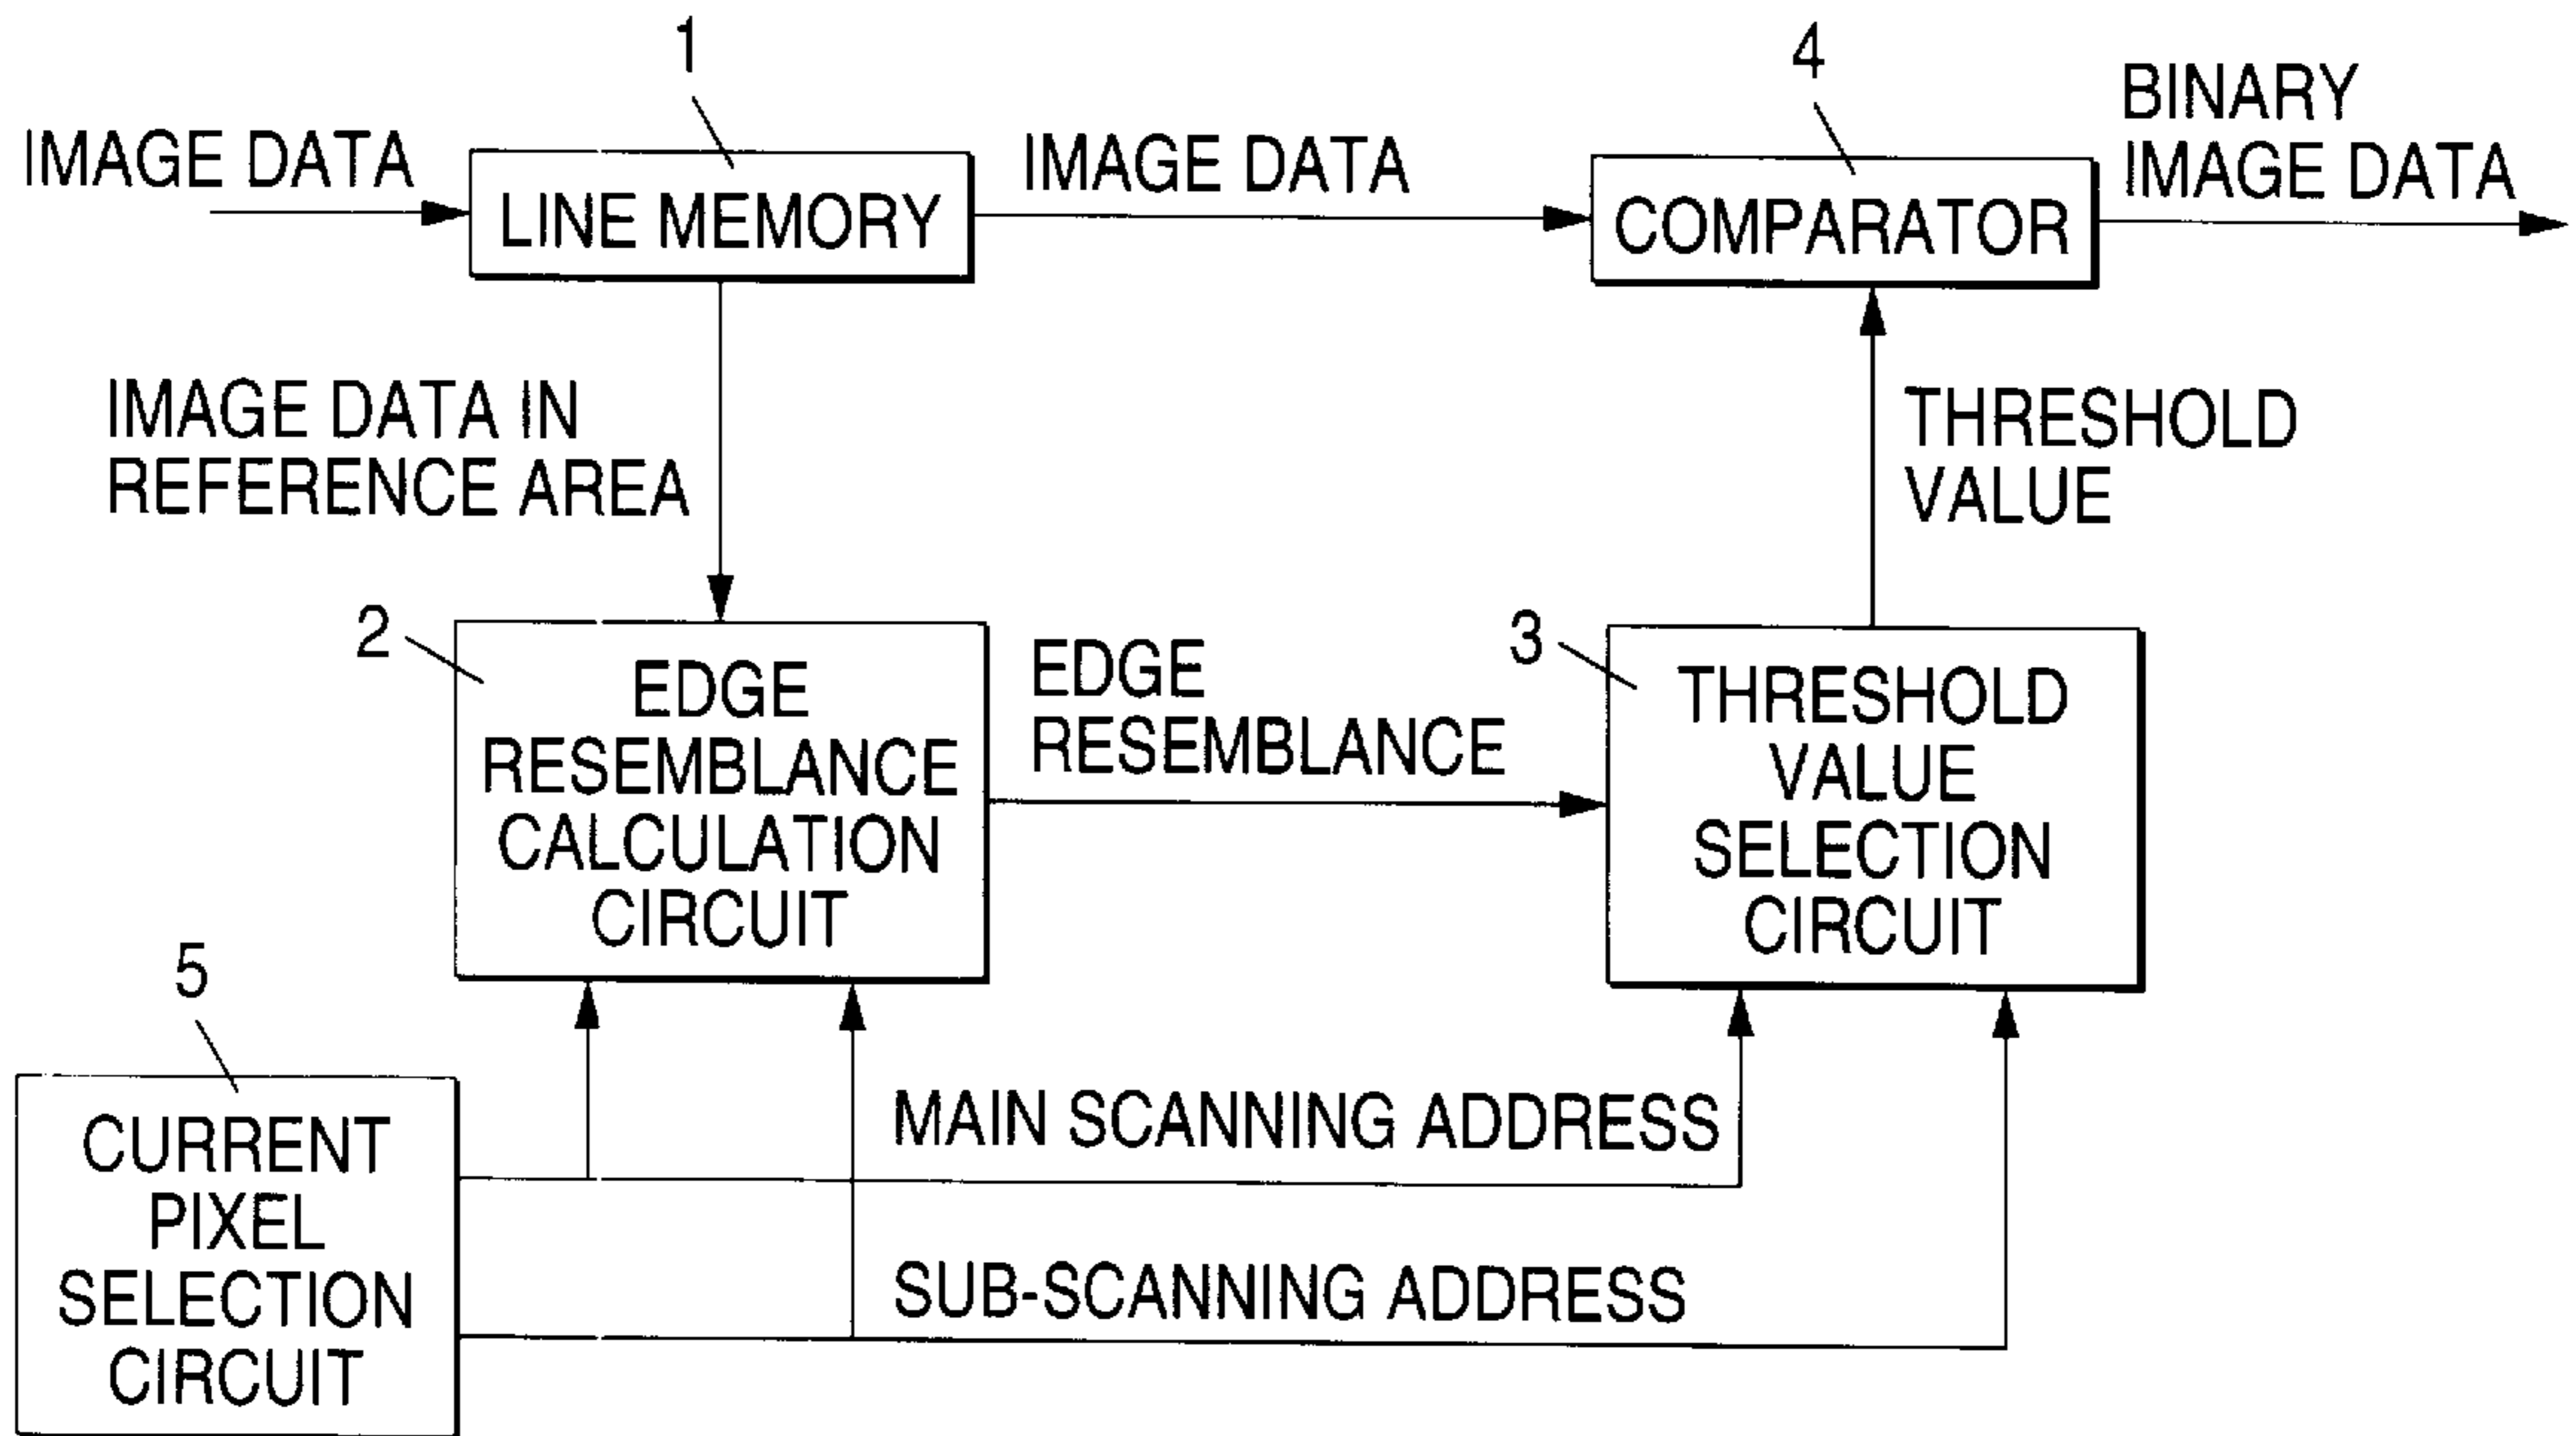 1
4
IMAGE DATA
LINE MEMORY
IMAGE DATA
COMPARATOR
BINARY
IMAGE DATA
IMAGE DATA IN
REFERENCE AREA
THRESHOLD
VALUE
2
EDGE
RESEMBLANCE
CALCULATION
CIRCUIT
EDGE
RESEMBLANCE
3
THRESHOLD
VALUE
SELECTION
CIRCUIT
5
CURRENT
PIXEL
SELECTION
CIRCUIT
MAIN SCANNING ADDRESS
SUB-SCANNING ADDRESS